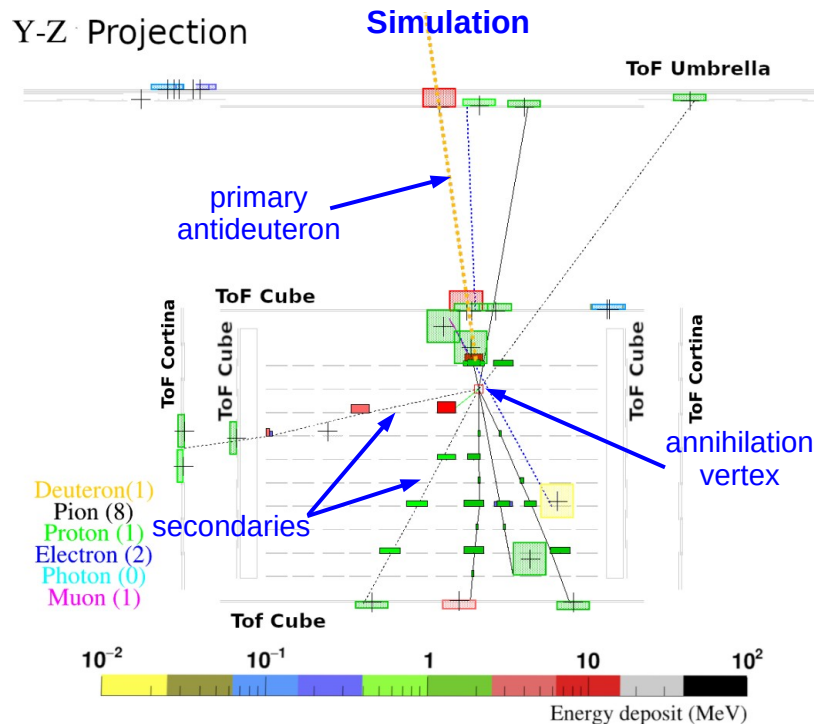 Y-Z Projection
Simulation
ToF Umbrella
primary
antideuteron
ToF Cube
ToF Cortina
ToF Cube
ToF Cube
ToF Cortina
annihilation
vertex
Deuteron(1)
Pion (8)
Proton (1)
Electron (2)
Photon (0)
Muon (1)
secondaries
Tof Cube
10⁻² 10⁻¹ 1 10 10²
Energy deposit (MeV)